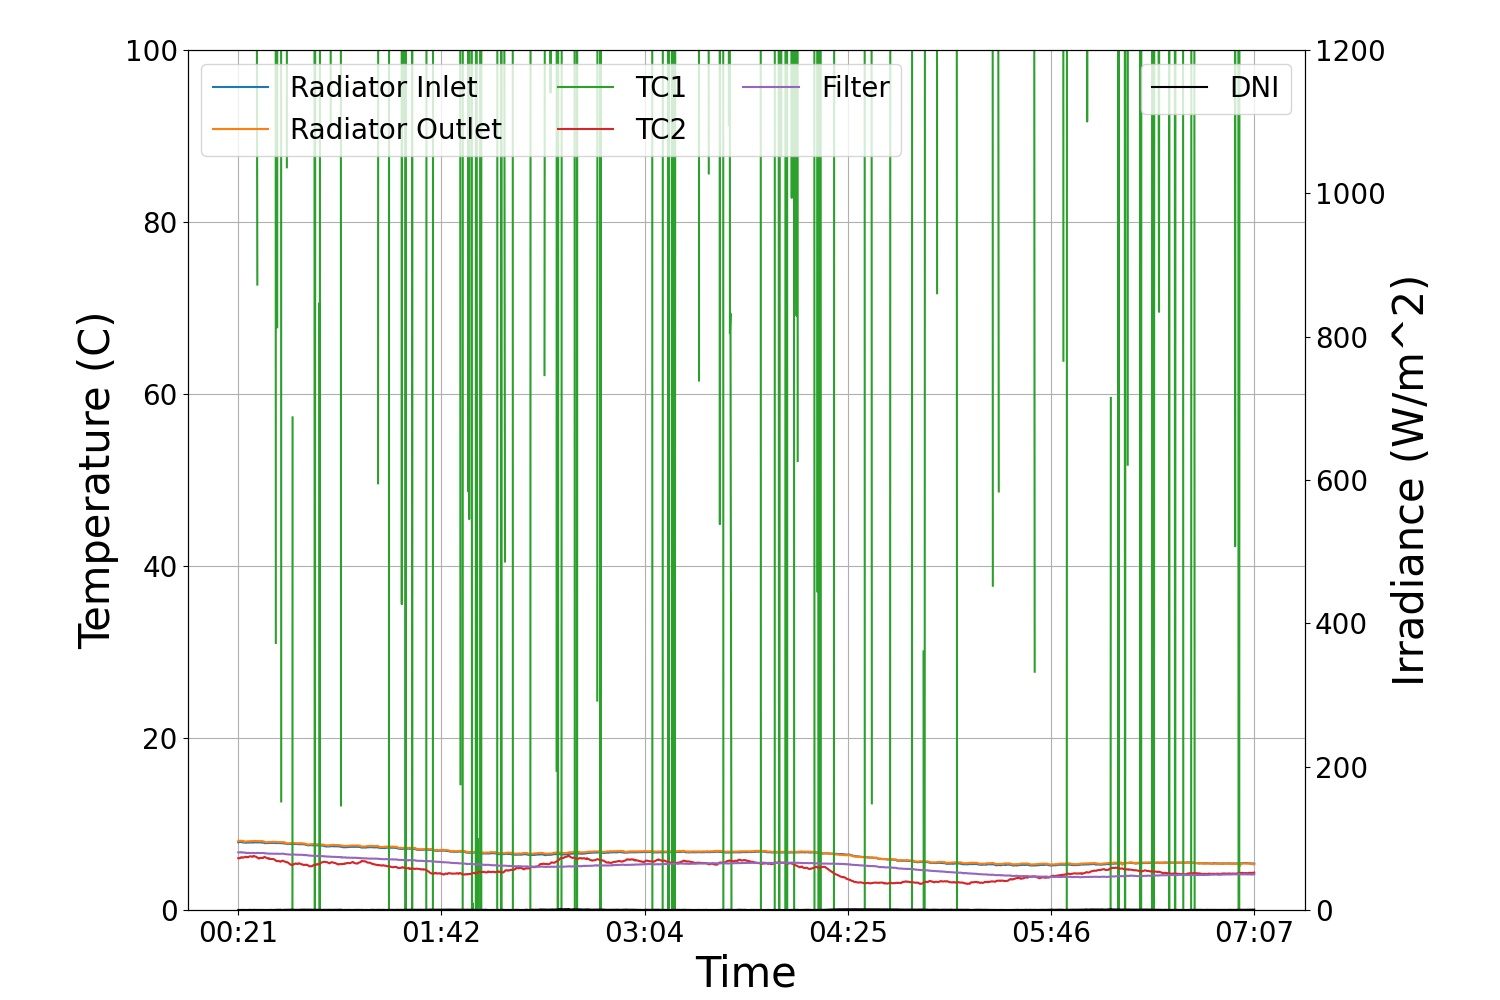 100
80
60
40
20
0
Temperature (C)
Radiator Inlet
Radiator Outlet
TC1
TC2
Filter
DNI
1200
1000
800
600
400
200
0
Irradiance (W/m^2)
00:21 01:42 03:04 04:25 05:46 07:07
Time